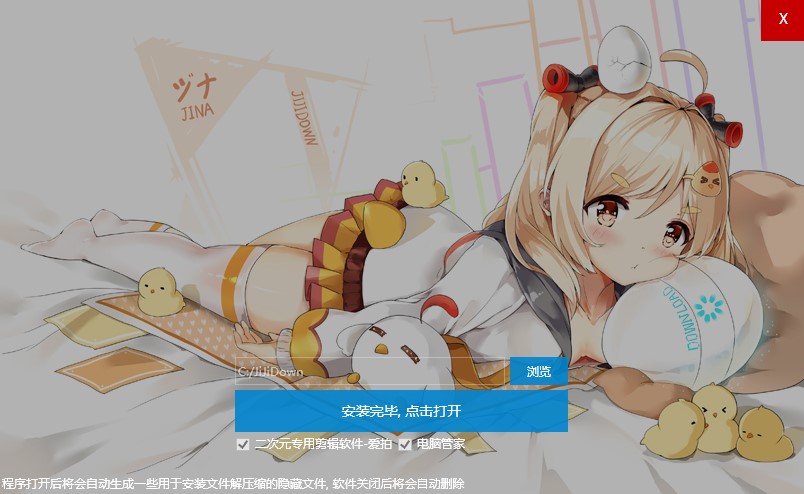 X
ヅナ
JINA
JIJIDOWN
DOWNLOAD
C:/JiJiDown
浏览
安装完毕, 点击打开
二次元专用剪辑软件-爱拍
电脑管家
程序打开后将会自动生成一些用于安装文件解压缩的隐藏文件, 软件关闭后将会自动删除